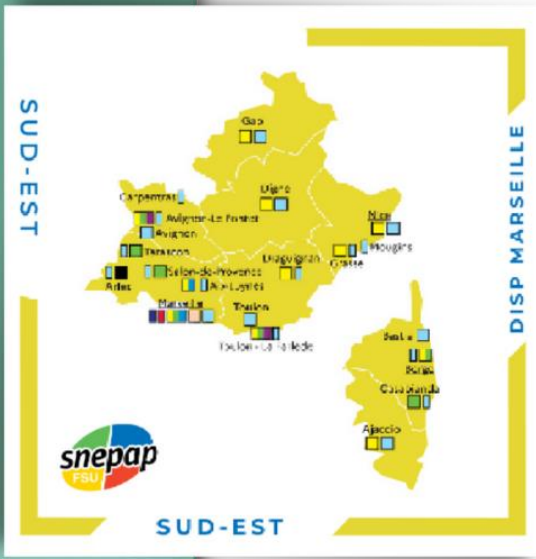 SUD-EST
DISP MARSEILLE
Gap
Digne
Carpentras
Avignon-Le Pontet
Avignon
Nice
Mougins
Grasse
Tarascon
Draguignan
Salon-de-Provence
Arles
Aix-Luynes
Marseille
Toulon
Toulon - La Farlède
Bastia
Borgo
Casabianda
Ajaccio
snepap
FSU
SUD-EST